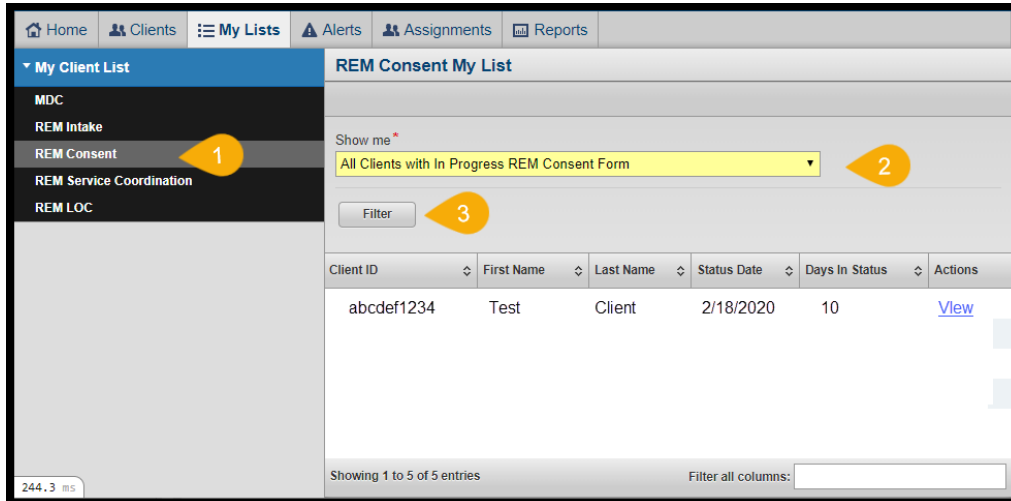 Home Clients My Lists Alerts Assignments Reports
My Client List
MDC
REM Intake
REM Consent 1
REM Service Coordination
REM LOC
REM Consent My List
Show me*
All Clients with In Progress REM Consent Form 2
Filter 3
Client ID First Name Last Name Status Date Days In Status Actions
abcdef1234 Test Client 2/18/2020 10 VIew
Showing 1 to 5 of 5 entries Filter all columns:
244.3 ms